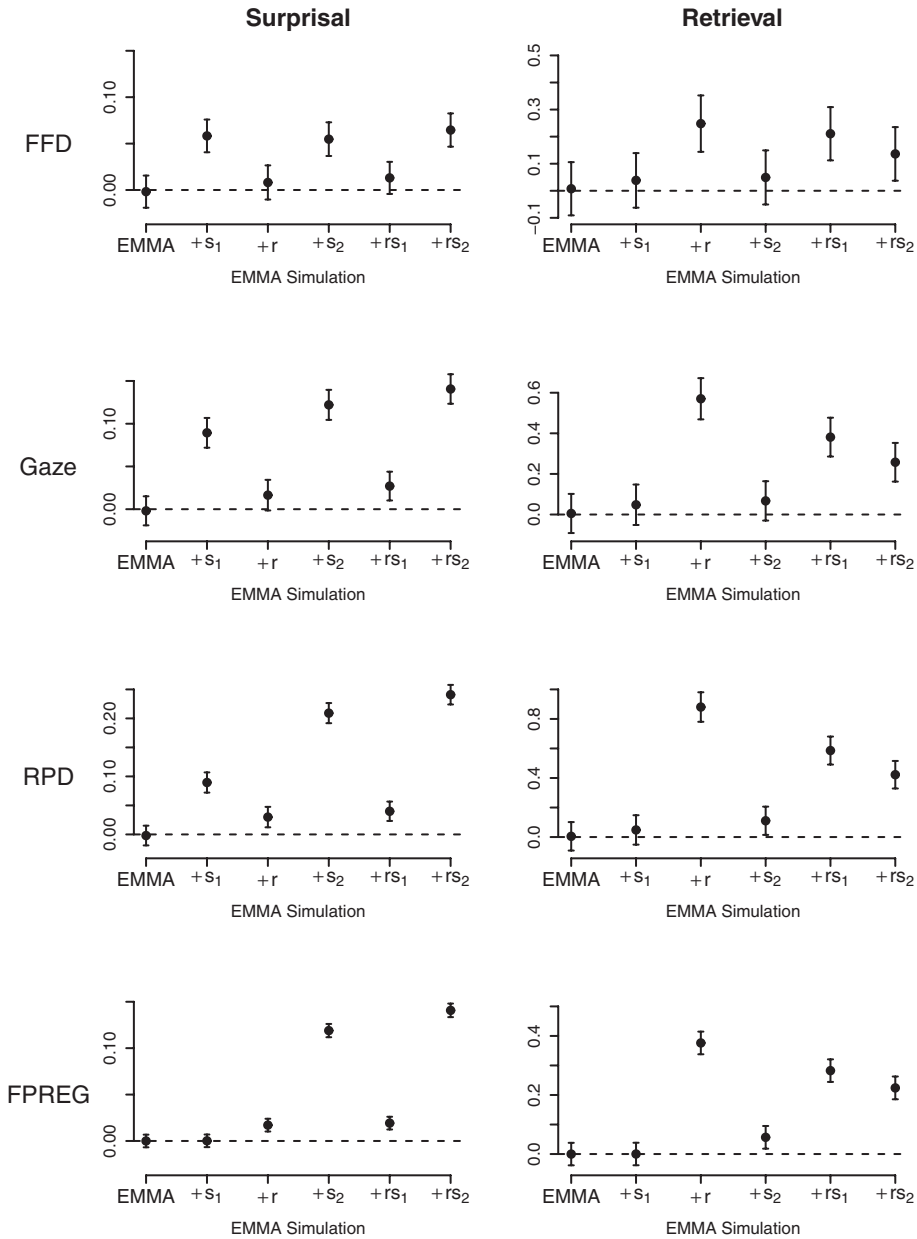 Surprisal Retrieval
FFD
0.00 0.10
−0.1 0.1 0.3 0.5
EMMA +s1 +r +s2 +rs1 +rs2
EMMA +s1 +r +s2 +rs1 +rs2
EMMA Simulation EMMA Simulation
Gaze
0.00 0.10
0.0 0.2 0.4 0.6
EMMA +s1 +r +s2 +rs1 +rs2
EMMA +s1 +r +s2 +rs1 +rs2
EMMA Simulation EMMA Simulation
RPD
0.00 0.10 0.20
0.0 0.4 0.8
EMMA +s1 +r +s2 +rs1 +rs2
EMMA +s1 +r +s2 +rs1 +rs2
EMMA Simulation EMMA Simulation
FPREG
0.00 0.10
0.0 0.2 0.4
EMMA +s1 +r +s2 +rs1 +rs2
EMMA +s1 +r +s2 +rs1 +rs2
EMMA Simulation EMMA Simulation